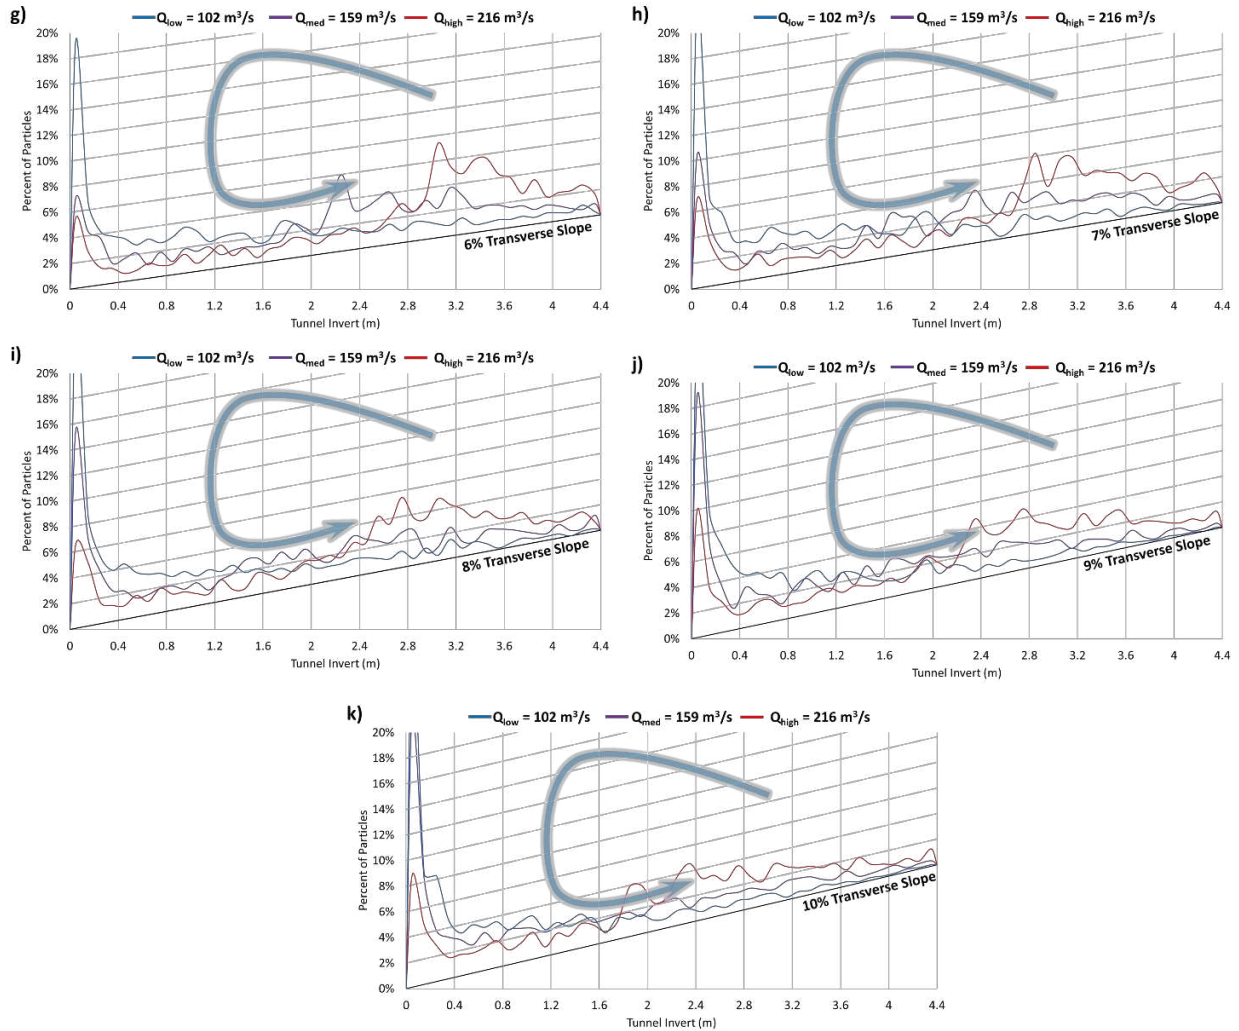 g)
Qlow = 102 m³/s Qmed = 159 m³/s Qhigh = 216 m³/s
20%
18%
16%
14%
12%
10%
8%
6%
4%
2%
0%
Percent of Particles
6% Transverse Slope
0 0.4 0.8 1.2 1.6 2 2.4 2.8 3.2 3.6 4 4.4
Tunnel Invert (m)
h)
Qlow = 102 m³/s Qmed = 159 m³/s Qhigh = 216 m³/s
20%
18%
16%
14%
12%
10%
8%
6%
4%
2%
0%
Percent of Particles
7% Transverse Slope
0 0.4 0.8 1.2 1.6 2 2.4 2.8 3.2 3.6 4 4.4
Tunnel Invert (m)
i)
Qlow = 102 m³/s Qmed = 159 m³/s Qhigh = 216 m³/s
20%
18%
16%
14%
12%
10%
8%
6%
4%
2%
0%
Percent of Particles
8% Transverse Slope
0 0.4 0.8 1.2 1.6 2 2.4 2.8 3.2 3.6 4 4.4
Tunnel Invert (m)
j)
Qlow = 102 m³/s Qmed = 159 m³/s Qhigh = 216 m³/s
20%
18%
16%
14%
12%
10%
8%
6%
4%
2%
0%
Percent of Particles
9% Transverse Slope
0 0.4 0.8 1.2 1.6 2 2.4 2.8 3.2 3.6 4 4.4
Tunnel Invert (m)
k)
Qlow = 102 m³/s Qmed = 159 m³/s Qhigh = 216 m³/s
20%
18%
16%
14%
12%
10%
8%
6%
4%
2%
0%
Percent of Particles
10% Transverse Slope
0 0.4 0.8 1.2 1.6 2 2.4 2.8 3.2 3.6 4 4.4
Tunnel Invert (m)